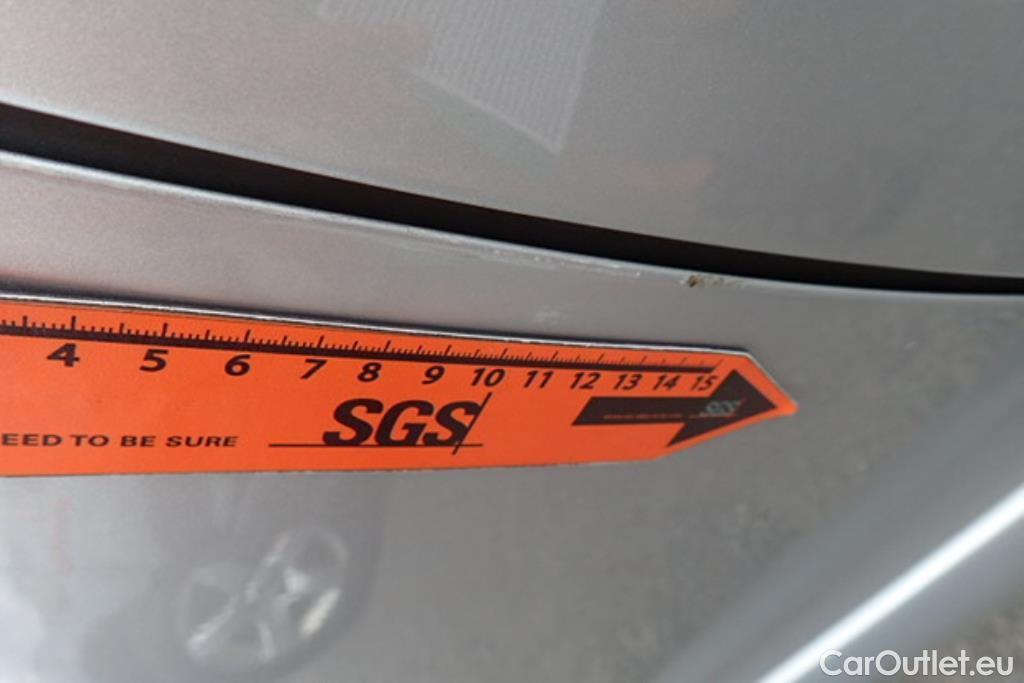 4 5 6 7 8 9 10 11 12 13 14 15
EED TO BE SURE
SGS
CarOutlet.eu